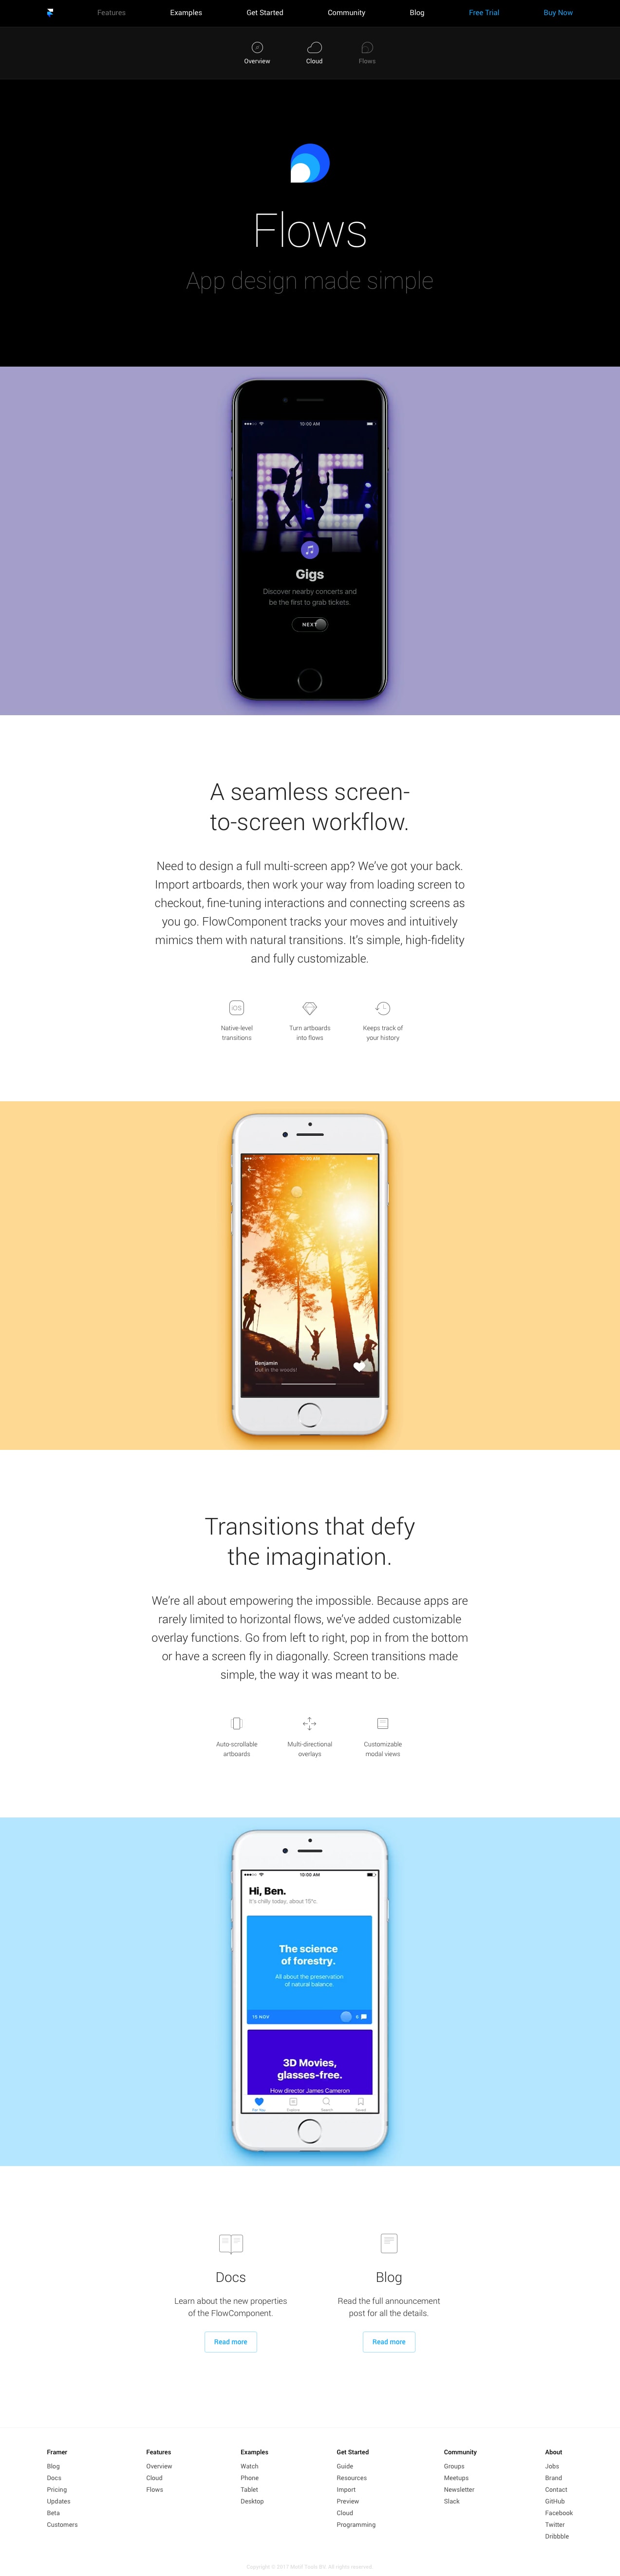 Features Examples Get Started Community Blog Free Trial Buy Now
Overview Cloud Flows
Flows
App design made simple
10:00 AM
RE:
Gigs
Discover nearby concerts and
be the first to grab tickets.
NEXT
A seamless screen-
to-screen workflow.
Need to design a full multi-screen app? We've got your back.
Import artboards, then work your way from loading screen to
checkout, fine-tuning interactions and connecting screens as
you go. FlowComponent tracks your moves and intuitively
mimics them with natural transitions. It's simple, high-fidelity
and fully customizable.
iOS
Native-level
transitions
Turn artboards
into flows
Keeps track of
your history
10:00 AM
Benjamin
Out in the woods!
Transitions that defy
the imagination.
We're all about empowering the impossible. Because apps are
rarely limited to horizontal flows, we've added customizable
overlay functions. Go from left to right, pop in from the bottom
or have a screen fly in diagonally. Screen transitions made
simple, the way it was meant to be.
Auto-scrollable
artboards
Multi-directional
overlays
Customizable
modal views
10:00 AM
Hi, Ben.
It's chilly today, about 15°c.
The science
of forestry.
All about the preservation
of natural balance.
15 NOV 6
3D Movies,
glasses-free.
How director James Cameron
For You Explore Search Saved
Docs
Learn about the new properties
of the FlowComponent.
Read more
Blog
Read the full announcement
post for all the details.
Read more
Framer
Blog
Docs
Pricing
Updates
Beta
Customers
Features
Overview
Cloud
Flows
Examples
Watch
Phone
Tablet
Desktop
Get Started
Guide
Resources
Import
Preview
Cloud
Programming
Community
Groups
Meetups
Newsletter
Slack
About
Jobs
Brand
Contact
GitHub
Facebook
Twitter
Dribbble
Copyright © 2017 Motif Tools BV. All rights reserved.